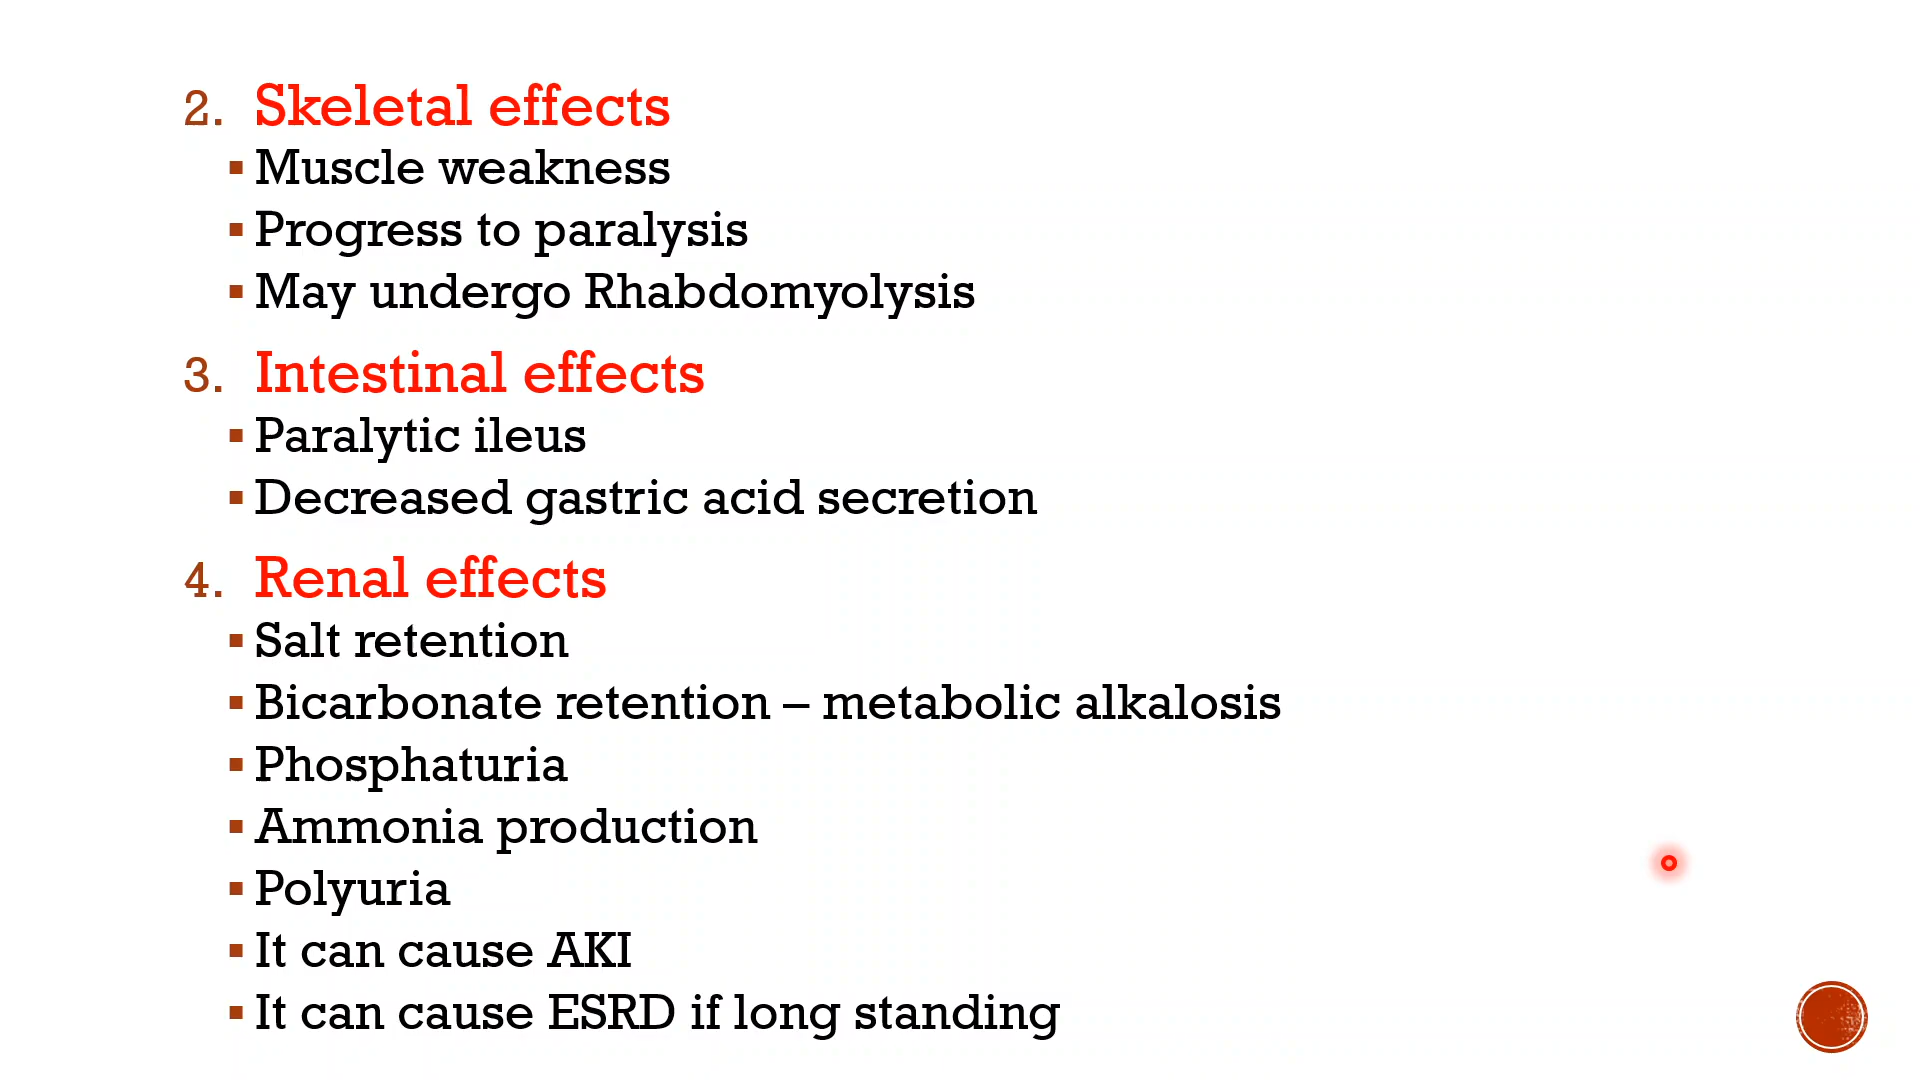 2. Skeletal effects
▪ Muscle weakness
▪ Progress to paralysis
▪ May undergo Rhabdomyolysis
3. Intestinal effects
▪ Paralytic ileus
▪ Decreased gastric acid secretion
4. Renal effects
▪ Salt retention
▪ Bicarbonate retention – metabolic alkalosis
▪ Phosphaturia
▪ Ammonia production
▪ Polyuria
▪ It can cause AKI
▪ It can cause ESRD if long standing